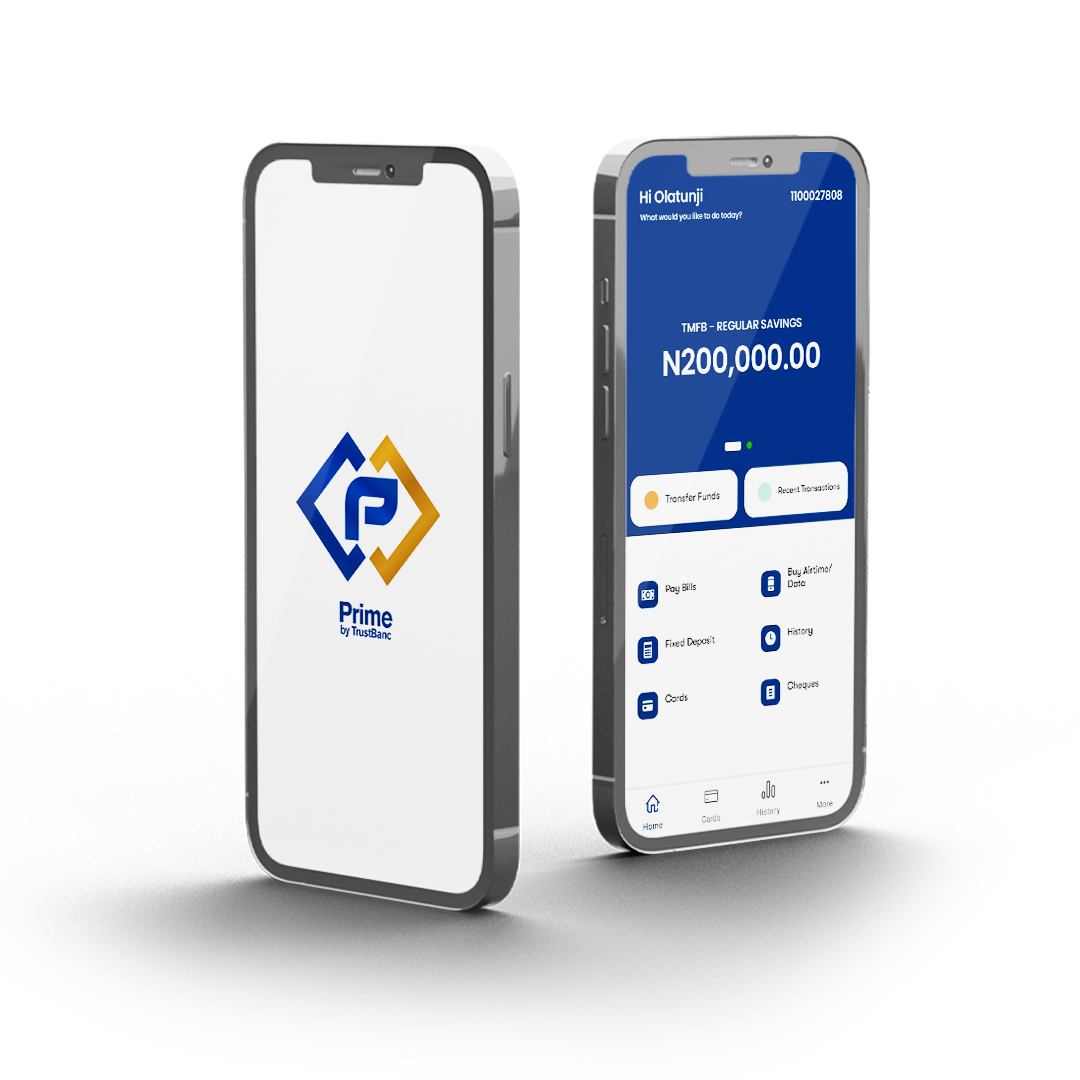 Prime
by TrustBanc
Hi Olatunji
1100027808
What would you like to do today?
TMFB - REGULAR SAVINGS
N200,000.00
Transfer Funds
Recent Transactions
Pay Bills
Buy Airtime/
Data
Fixed Deposit
History
Cards
Cheques
Home
Cards
History
More